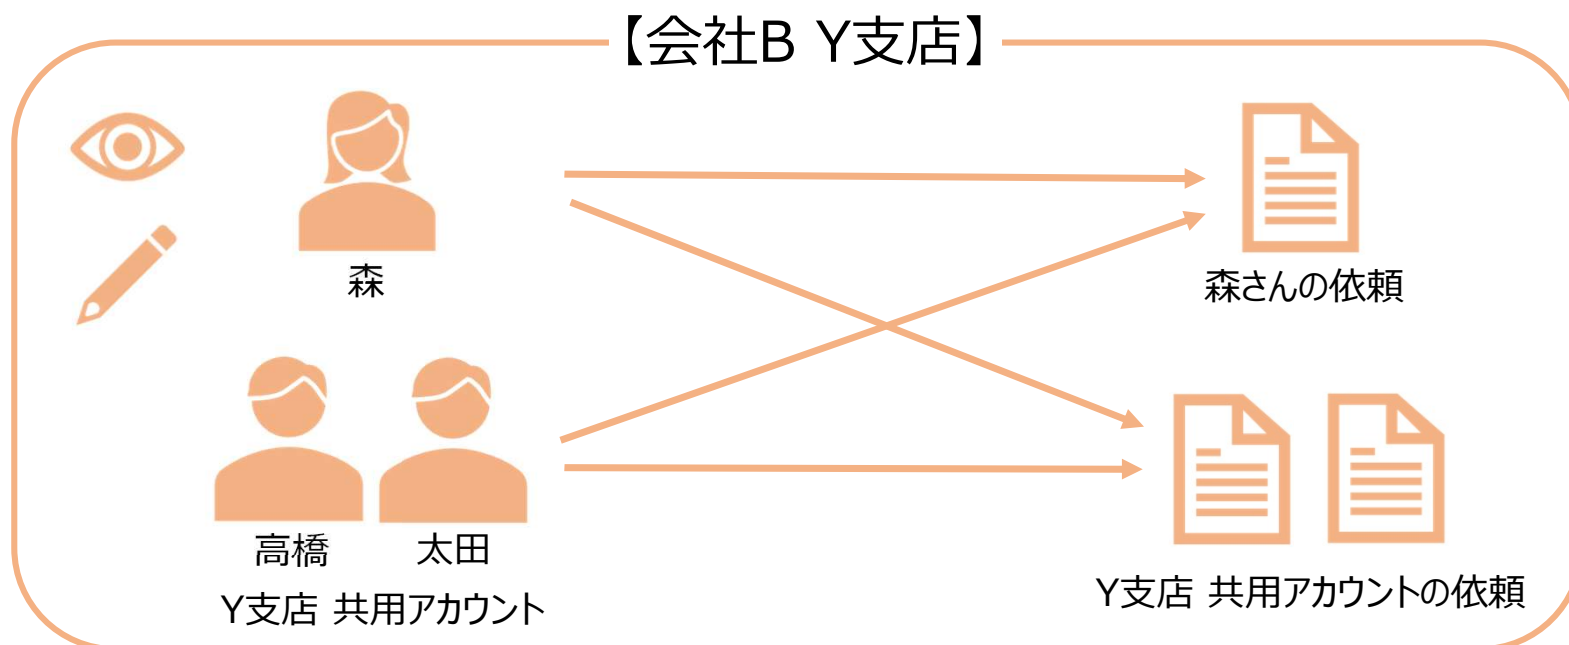 【会社B Y支店】
森
森さんの依頼
高橋 太田
Y支店 共用アカウント
Y支店 共用アカウントの依頼